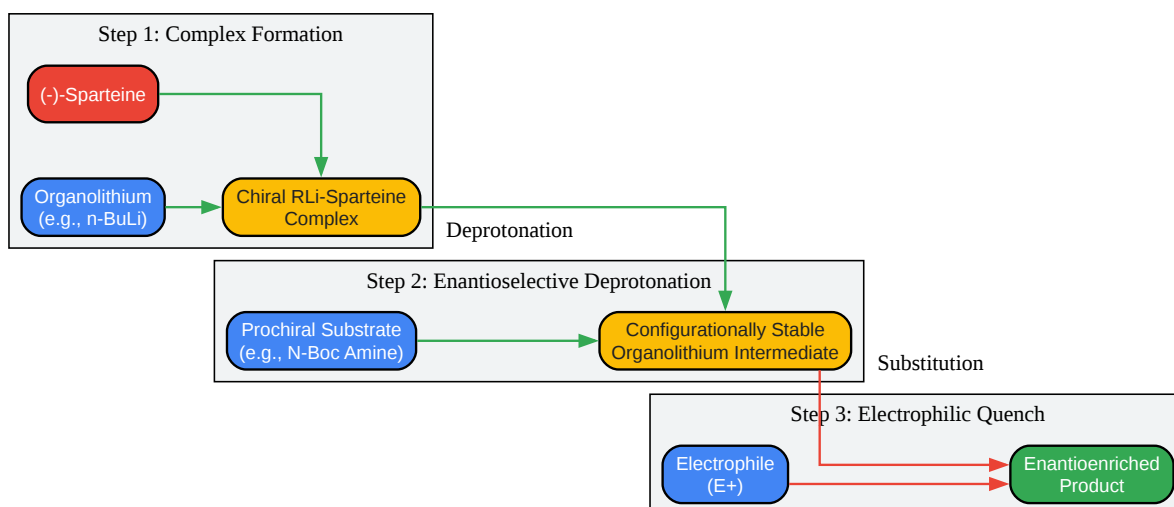 Step 1: Complex Formation
(-)-Sparteine
Organolithium
(e.g., n-BuLi)
Chiral RLi-Sparteine
Complex
Deprotonation
Step 2: Enantioselective Deprotonation
Prochiral Substrate
(e.g., N-Boc Amine)
Configurationally Stable
Organolithium Intermediate
Substitution
Step 3: Electrophilic Quench
Electrophile
(E+)
Enantioenriched
Product